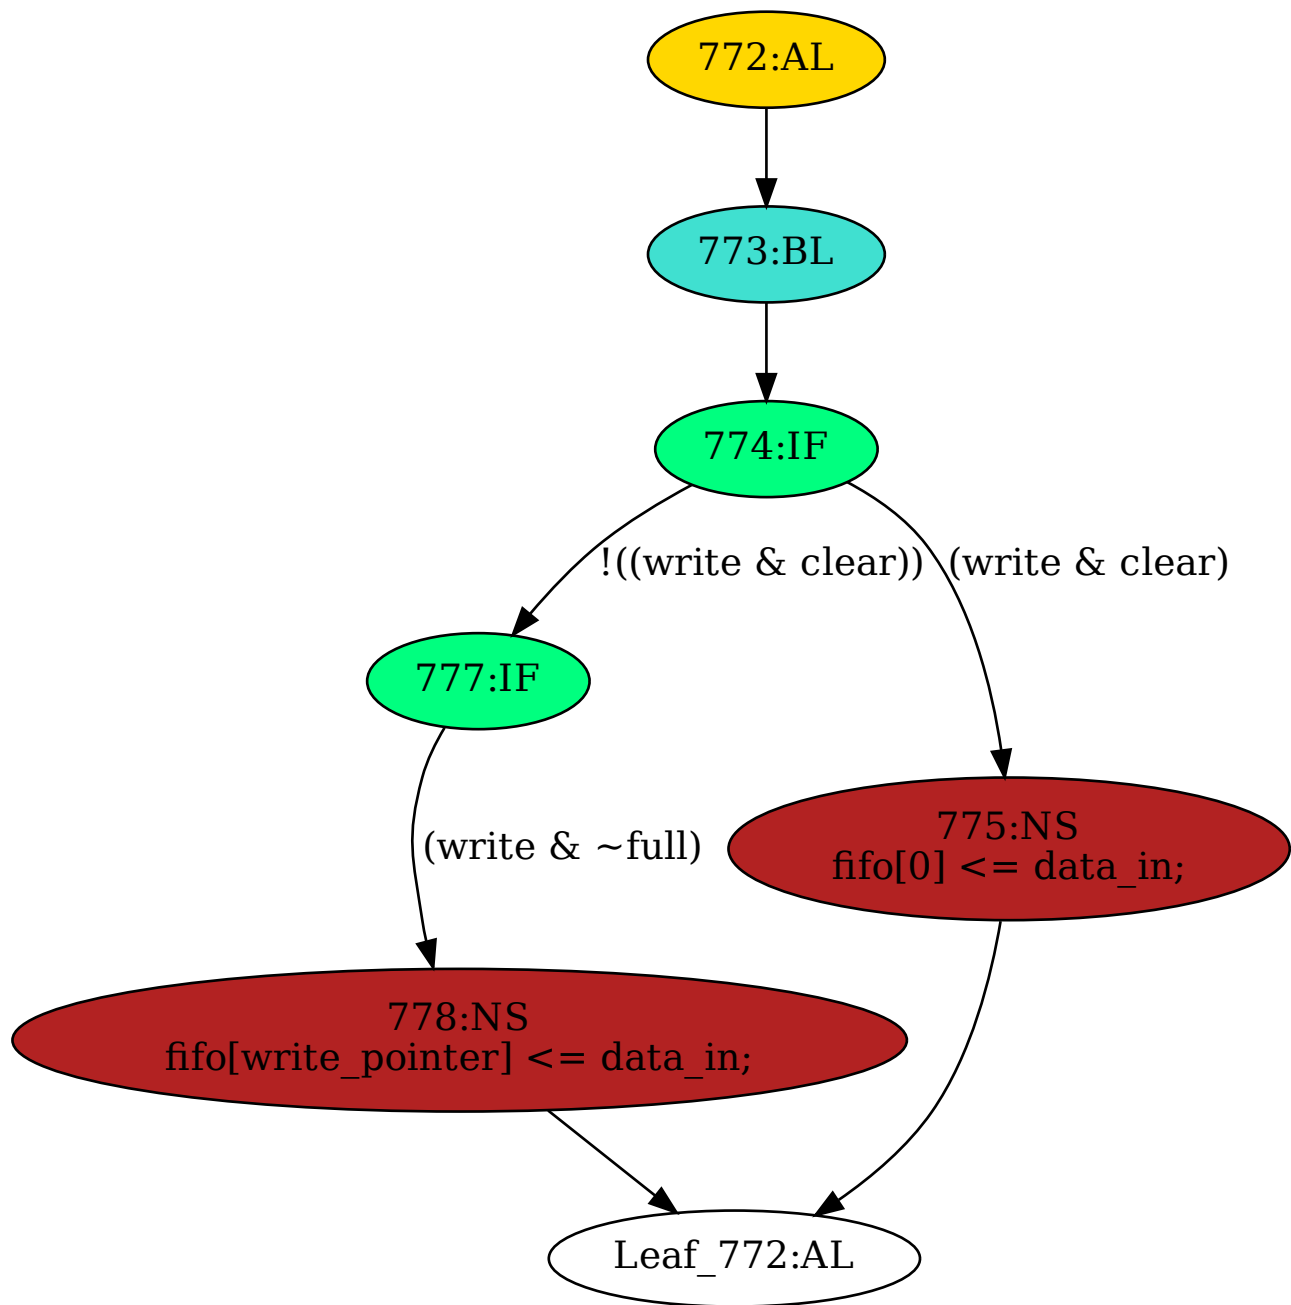 772:AL
773:BL
774:IF
!((write & clear))
(write & clear)
777:IF
(write & ~full)
775:NS
fifo[0] <= data_in;
778:NS
fifo[write_pointer] <= data_in;
Leaf_772:AL